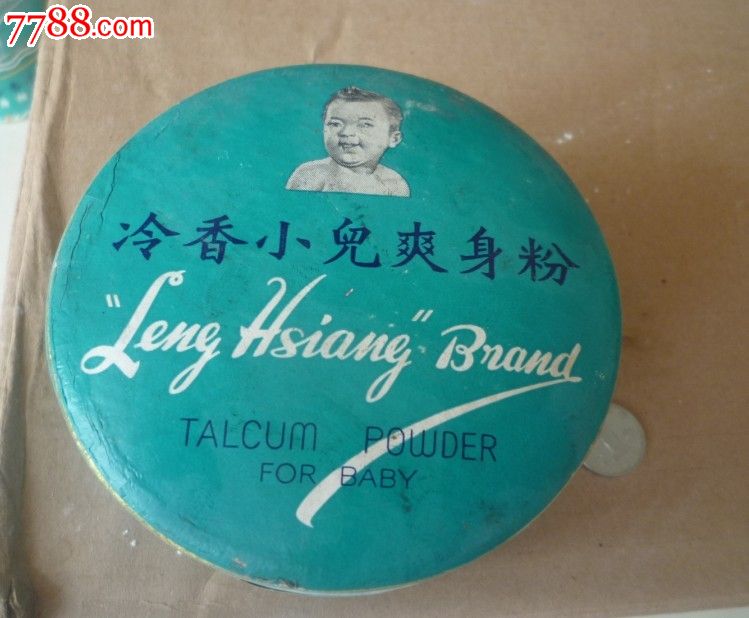 7788.com
冷香小兒爽身粉
"Leng Hsiang" Brand
TALCUM POWDER
FOR BABY